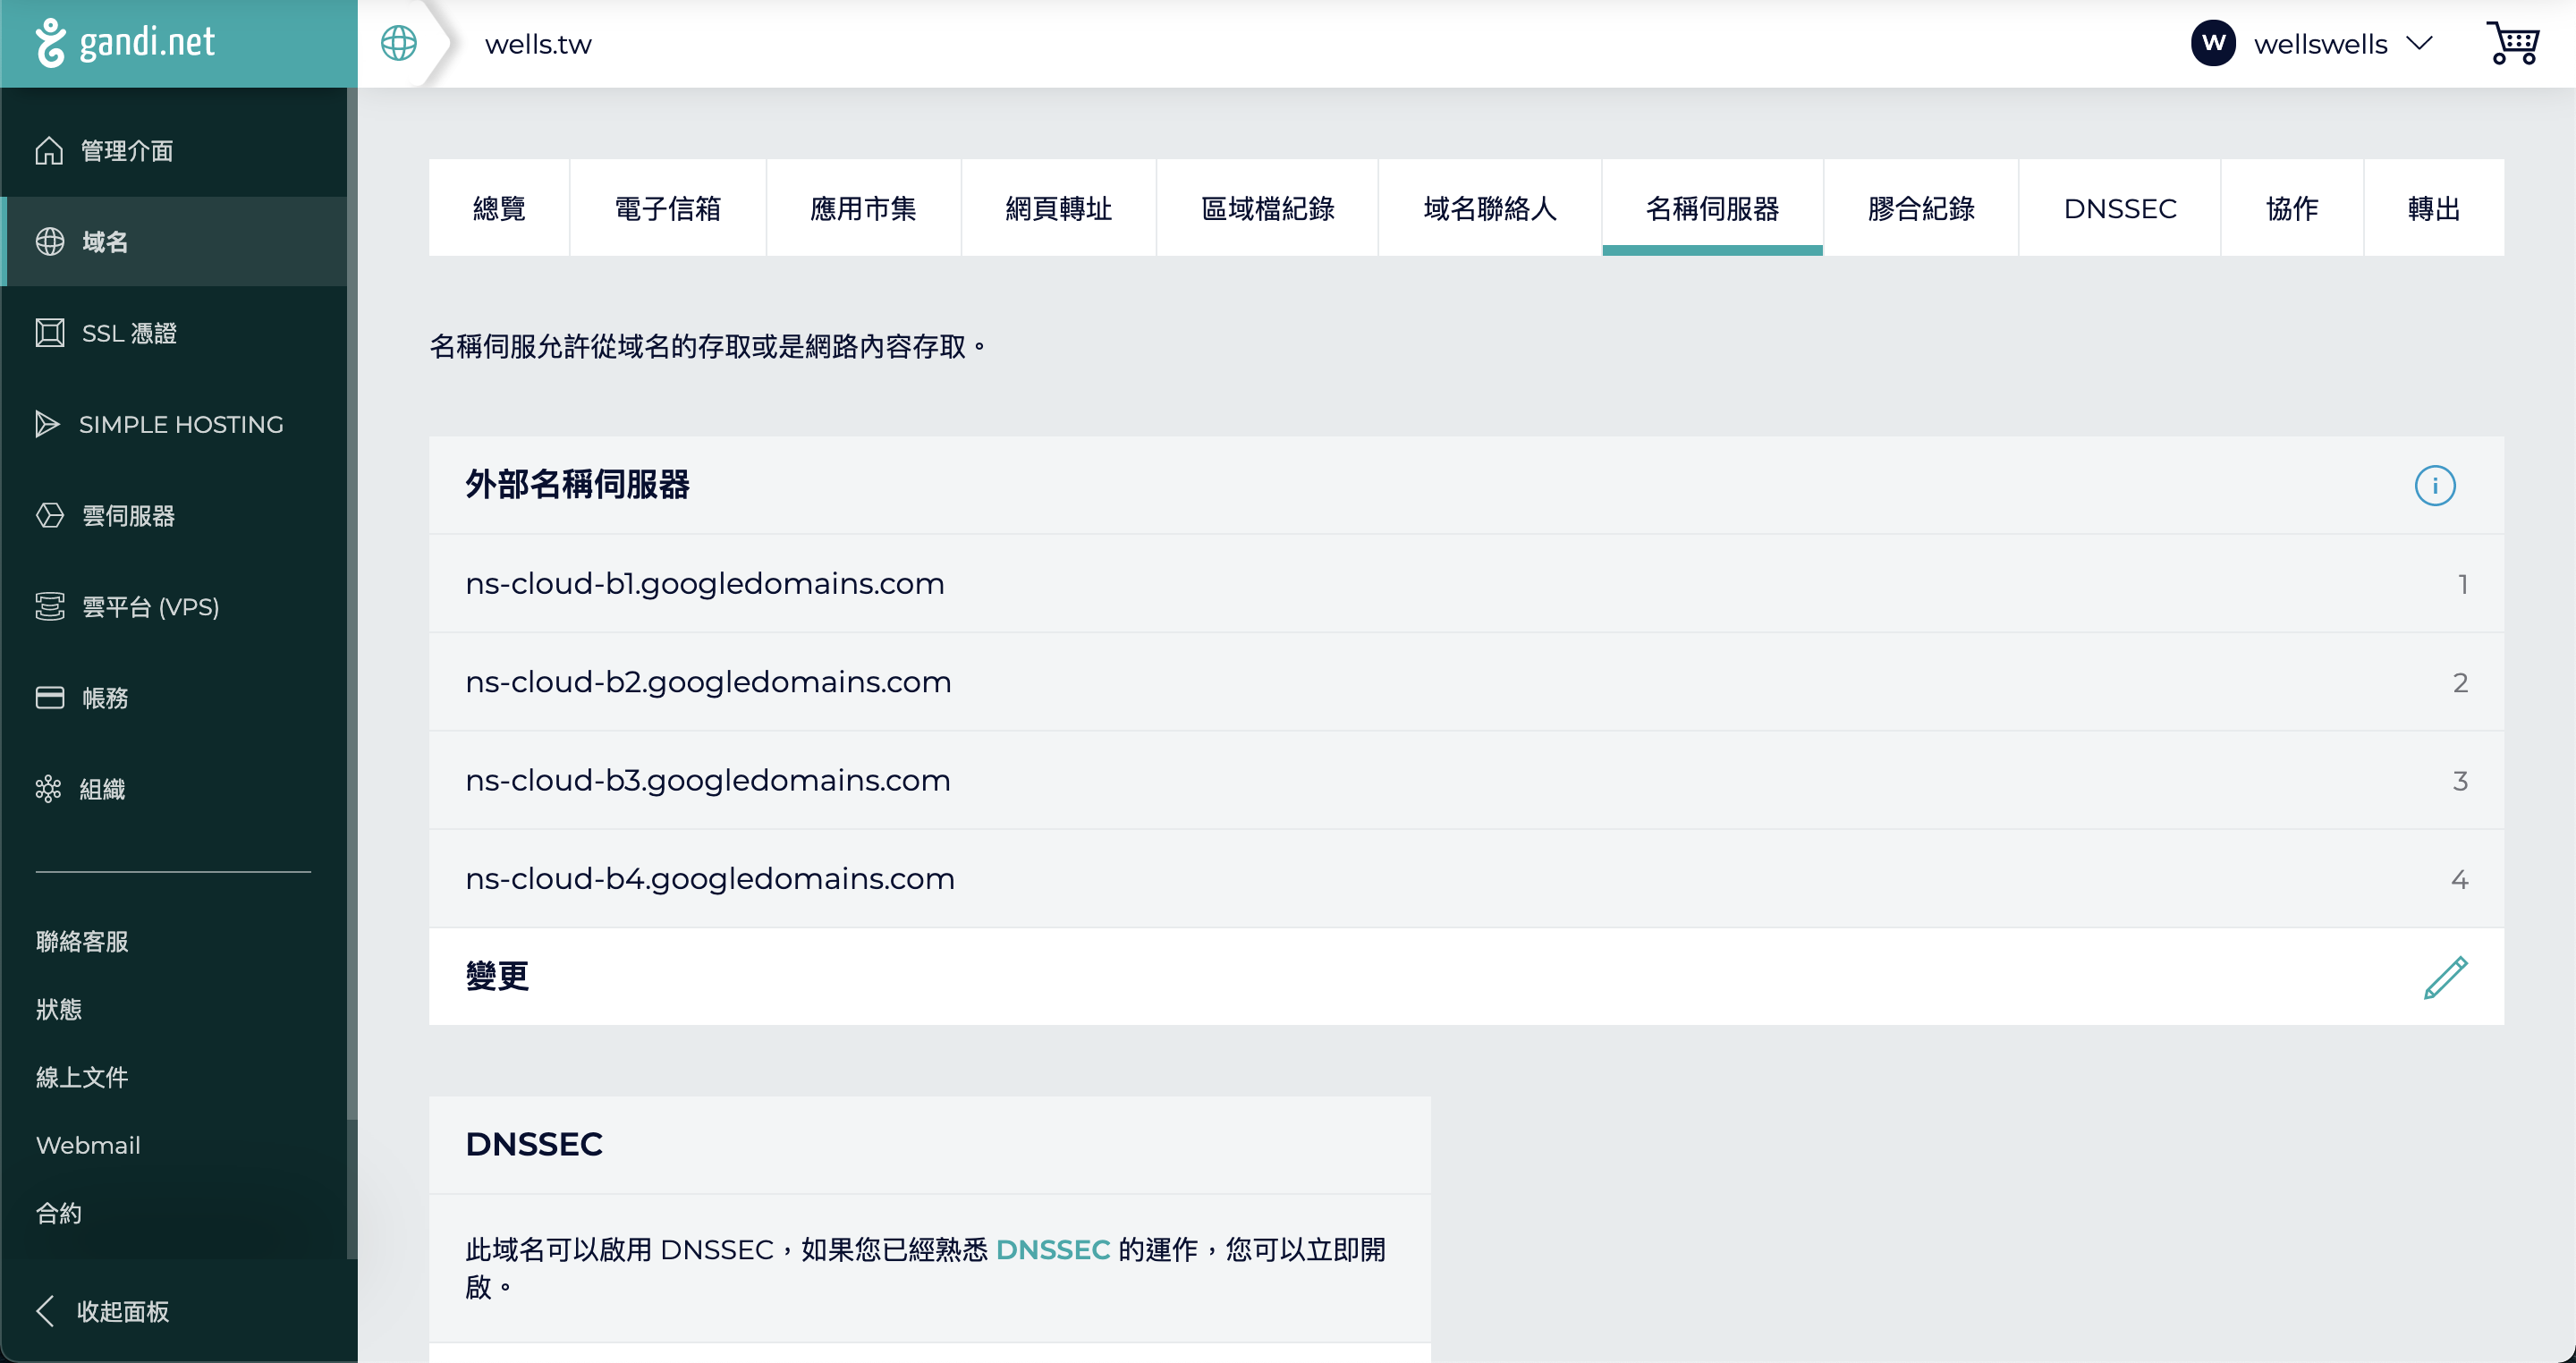 gandi.net
wells.tw
W wellswells
管理介面
域名
SSL 憑證
SIMPLE HOSTING
雲伺服器
雲平台 (VPS)
帳務
組織
聯絡客服
狀態
線上文件
Webmail
合約
收起面板
總覽 電子信箱 應用市集 網頁轉址 區域檔紀錄 域名聯絡人 名稱伺服器 膠合紀錄 DNSSEC 協作 轉出
名稱伺服允許從域名的存取或是網路內容存取。
外部名稱伺服器 i
ns-cloud-b1.googledomains.com 1
ns-cloud-b2.googledomains.com 2
ns-cloud-b3.googledomains.com 3
ns-cloud-b4.googledomains.com 4
變更
DNSSEC
此域名可以啟用 DNSSEC，如果您已經熟悉 DNSSEC 的運作，您可以立即開
啟。